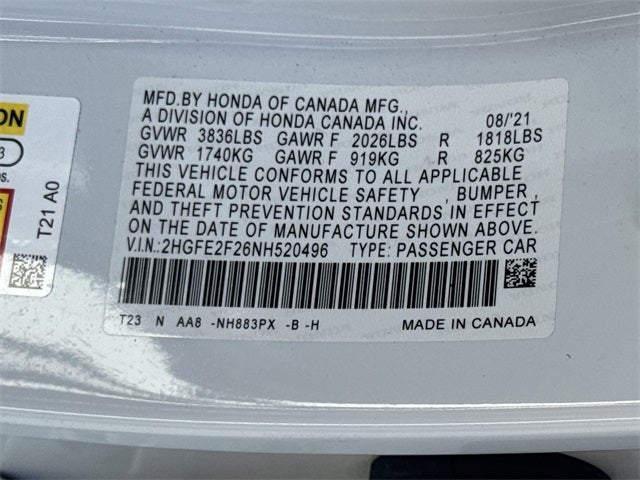 MFD.BY HONDA OF CANADA MFG.,
A DIVISION OF HONDA CANADA INC. 08/'21
GVWR 3836LBS GAWR F 2026LBS R 1818LBS
GVWR 1740KG GAWR F 919KG R 825KG
THIS VEHICLE CONFORMS TO ALL APPLICABLE
FEDERAL MOTOR VEHICLE SAFETY , BUMPER ,
AND THEFT PREVENTION STANDARDS IN EFFECT
ON THE DATE OF MANUFACTURE SHOWN ABOVE.
V.I.N.:2HGFE2F26NH520496 TYPE: PASSENGER CAR
T23 N AA8 -NH883PX -B -H MADE IN CANADA
T21 A0